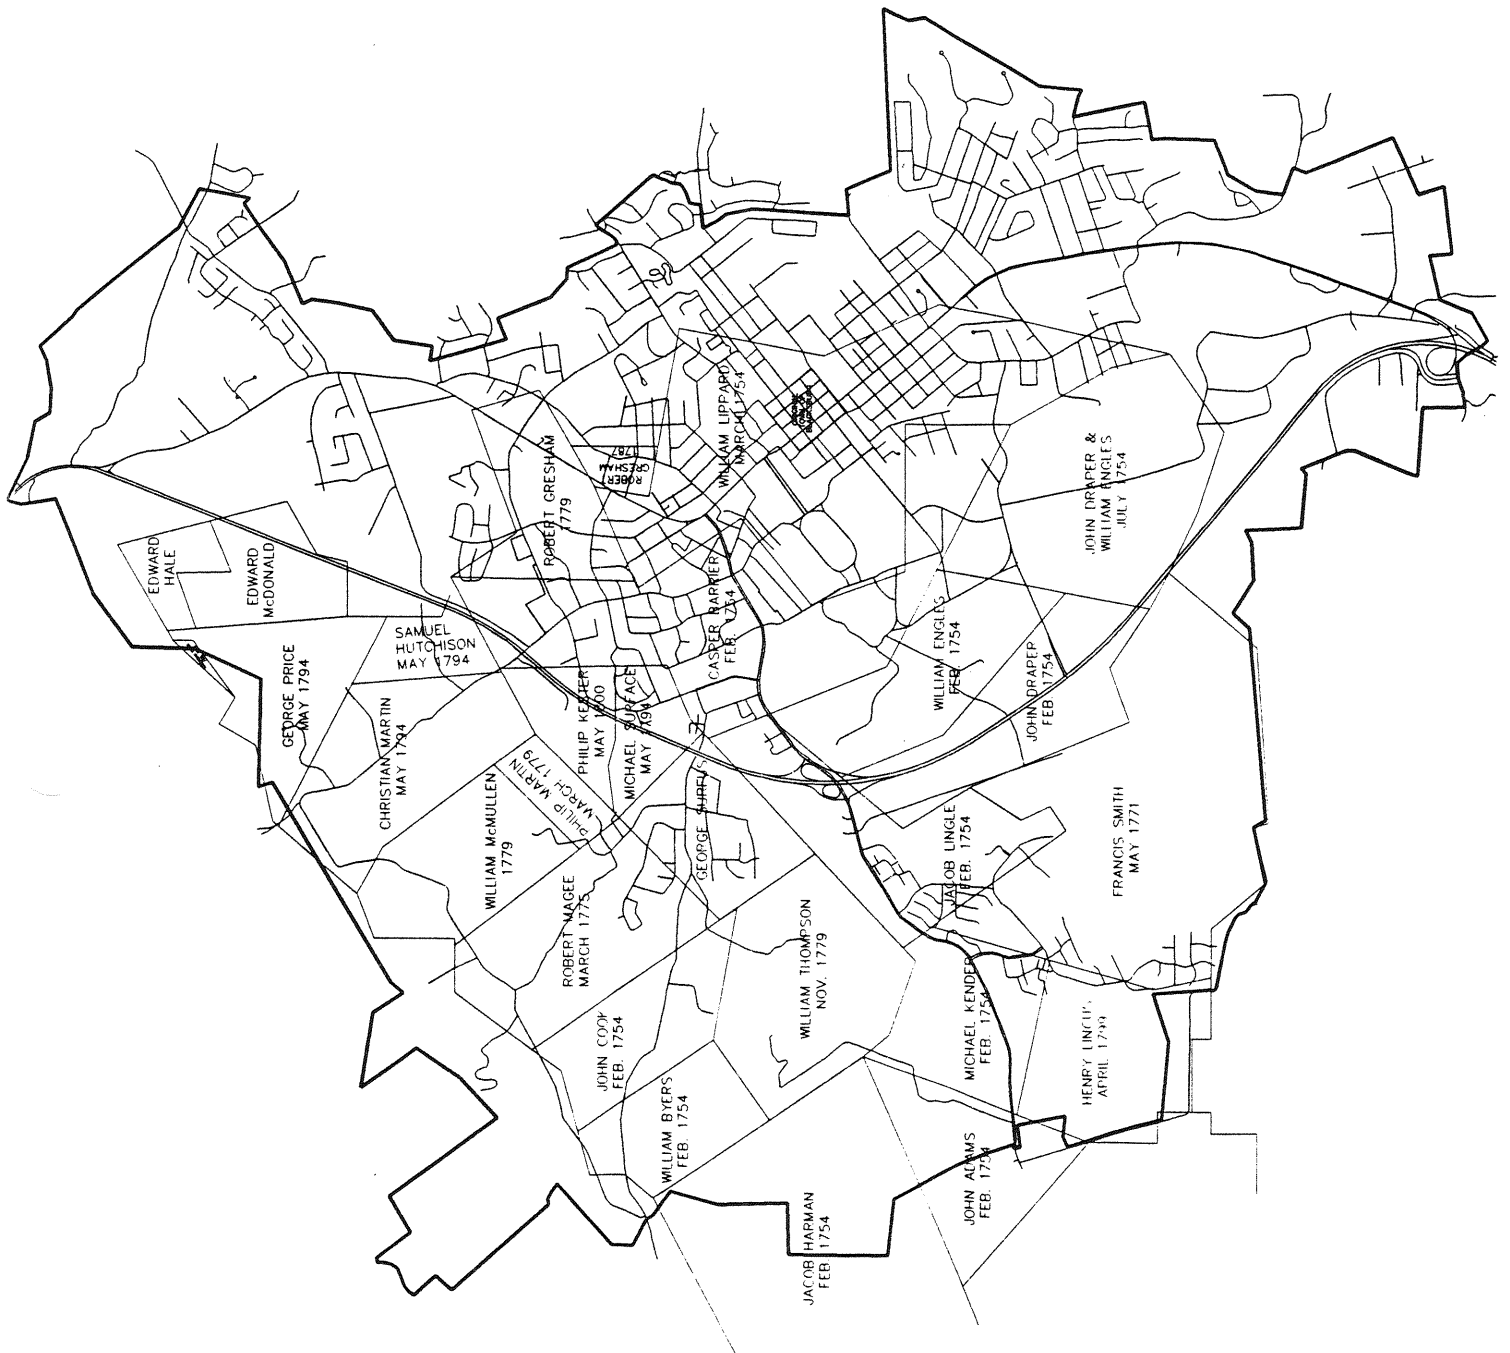 EDWARD
HALE
EDWARD
McDONALD
GEORGE PRICE
MAY 1794
SAMUEL
HUTCHISON
MAY 1794
CHRISTIAN MARTIN
MAY 1794
WILLIAM McMULLEN
1779
PHILIP MARTIN
MARCH 1779
ROBERT GRESHAM
1779
ROBERT
GRESHAM
1787
WILLIAM LIPPARD
MARCH 1754
CASPER BARRIER
FEB. 1754
PHILIP KESTER
MAY 1800
MICHAEL SURFACE
MAY 1794
GEORGE SURFUS
ROBERT MAGEE
MARCH 1775
JOHN COOK
FEB. 1754
WILLIAM BYERS
FEB. 1754
WILLIAM THOMPSON
NOV. 1779
JACOB HARMAN
FEB. 1754
JOHN DRAPER &
WILLIAM ENGLES
JULY 1754
WILLIAM ENGLES
FEB. 1754
JOHN DRAPER
FEB 1754
JACOB LINGLE
FEB. 1754
FRANCIS SMITH
MAY 1771
MICHAEL KENDER
FEB. 1754
HENRY
APRIL 1799
JOHN ADAMS
FEB. 1754